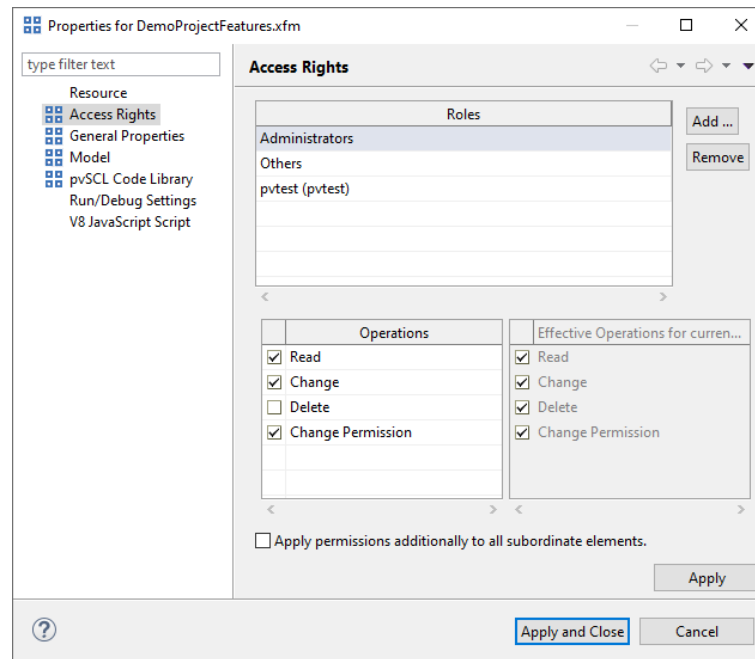 Properties for DemoProjectFeatures.xfm
type filter text
Resource
Access Rights
General Properties
Model
pvSCL Code Library
Run/Debug Settings
V8 JavaScript Script
Access Rights
Roles
Administrators
Others
pvtest (pvtest)
Add ...
Remove
Operations
Read
Change
Delete
Change Permission
Effective Operations for curren...
Read
Change
Delete
Change Permission
Apply permissions additionally to all subordinate elements.
Apply
?
Apply and Close
Cancel